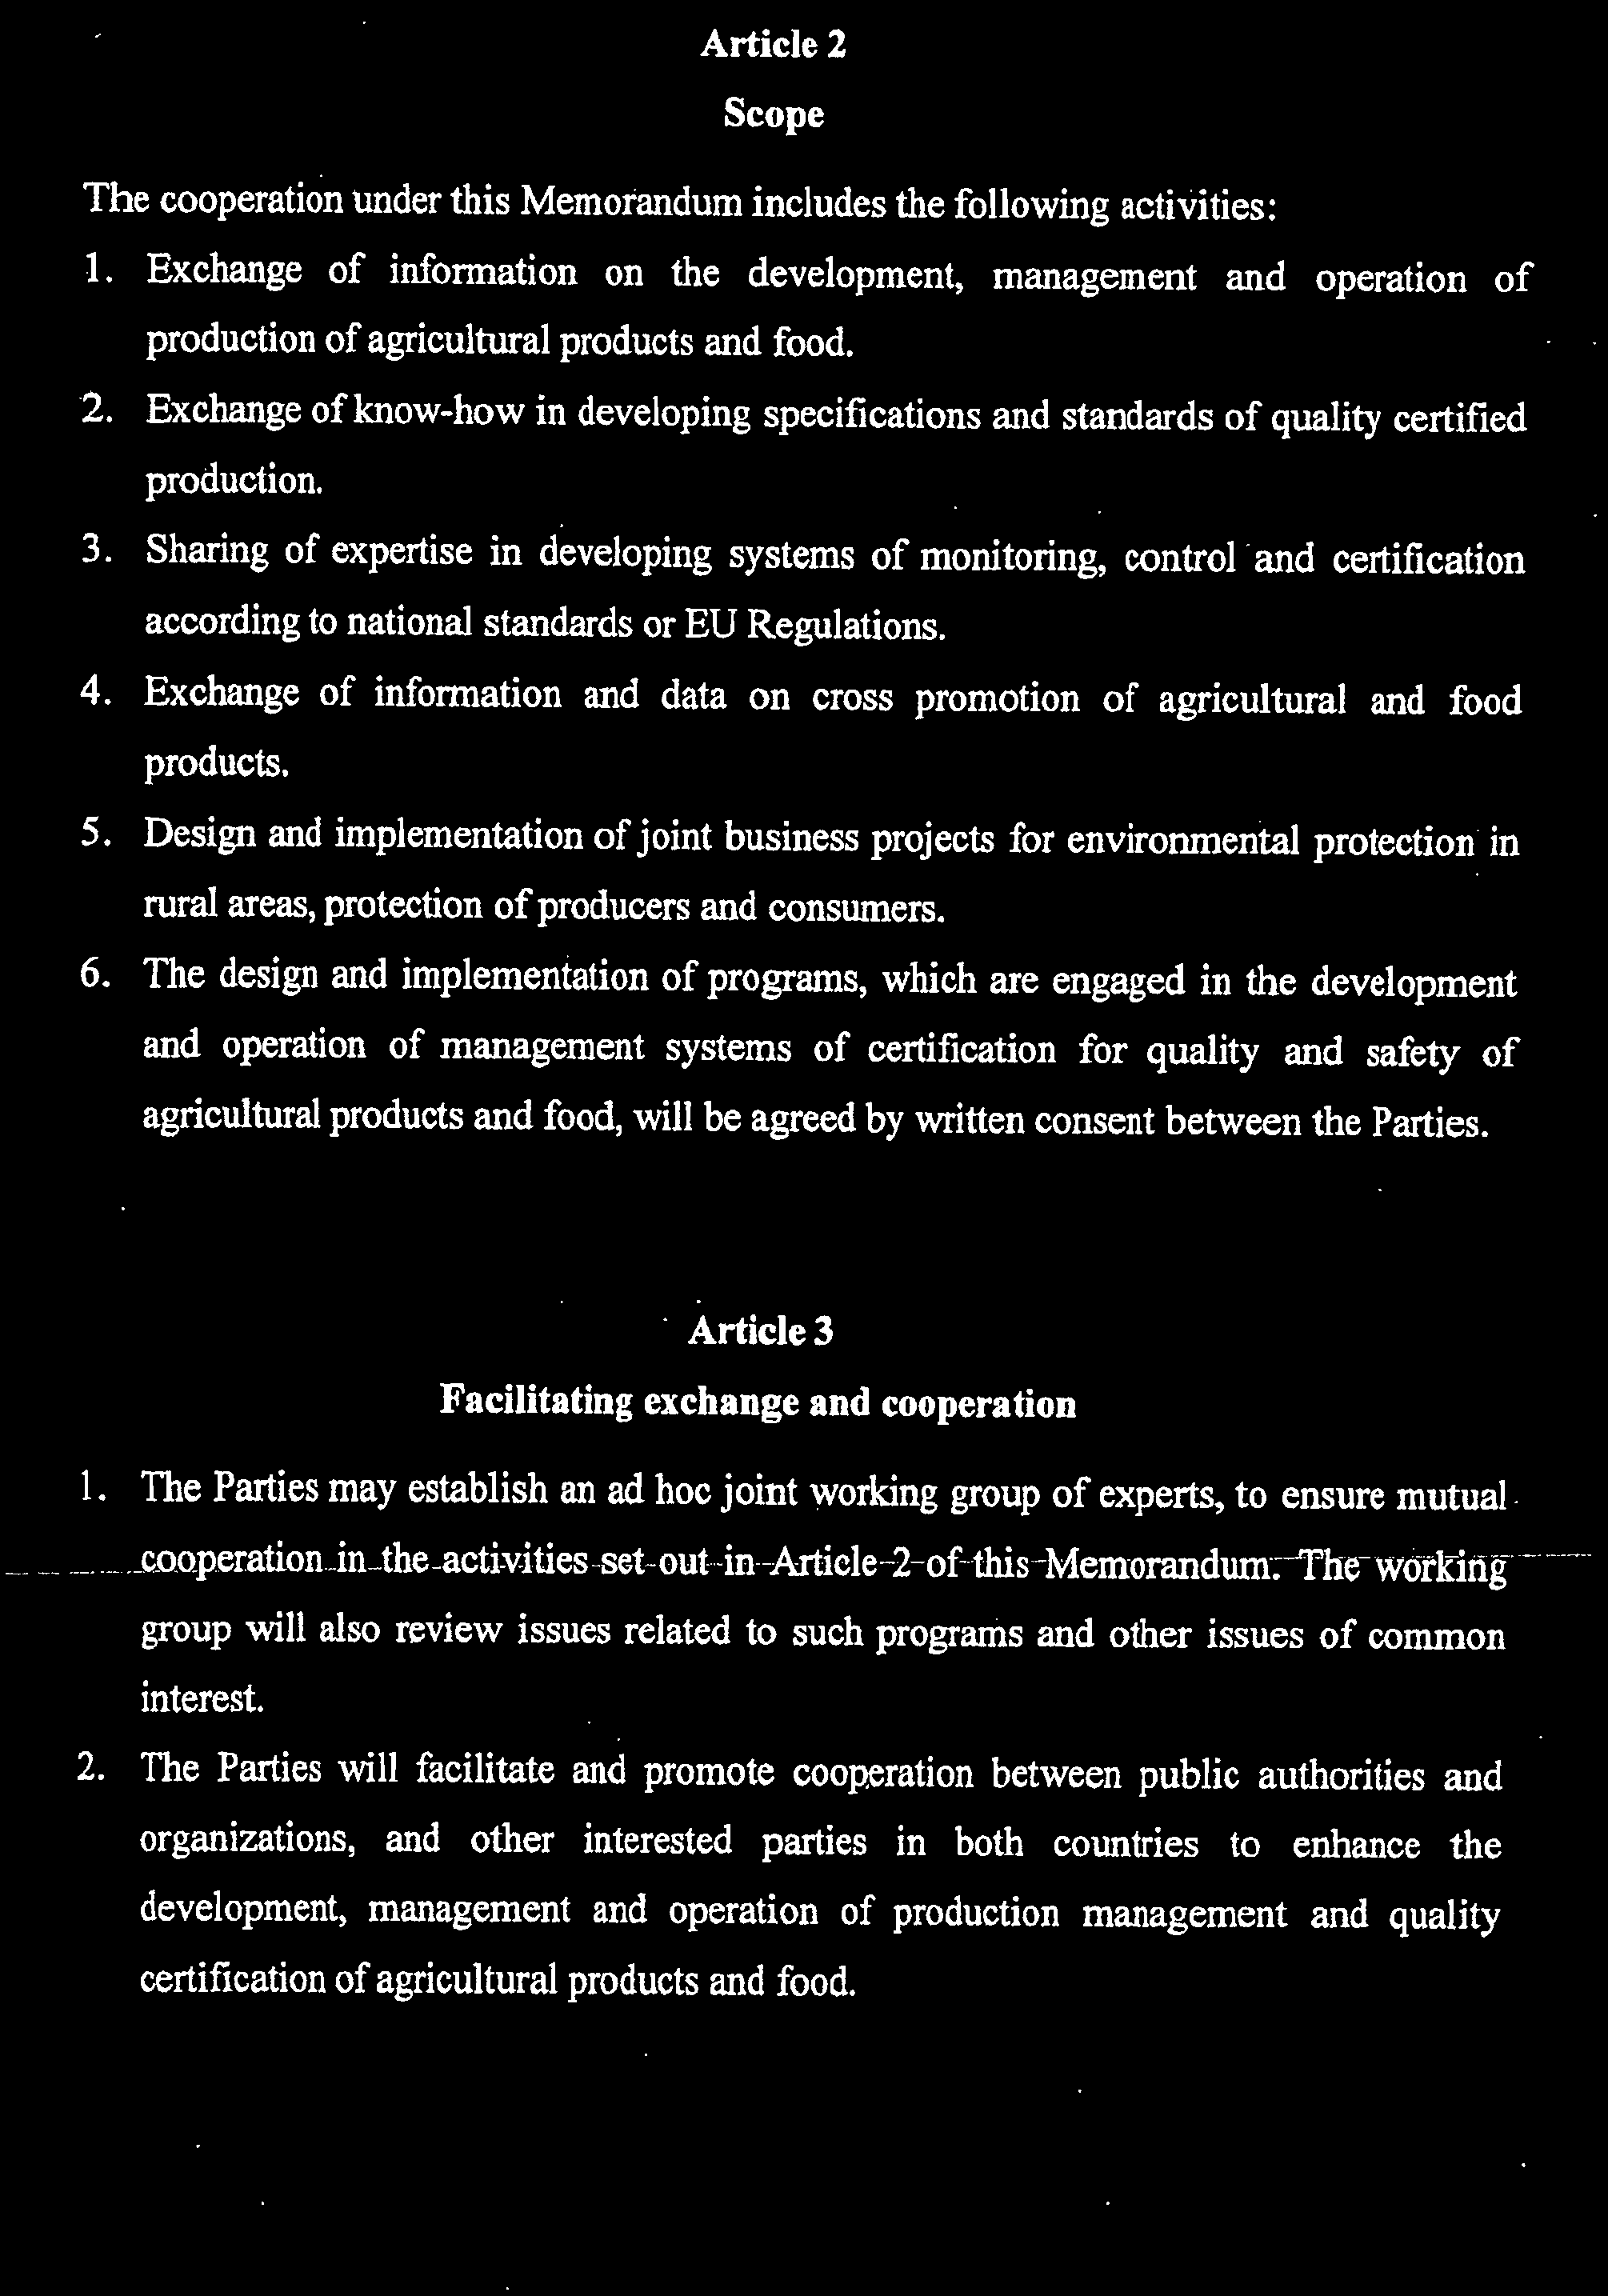 Article 2
Scope
The cooperation under this Memorandum includes the following activities:
1. Exchange of information on the development, management and operation of
production of agricultural products and food.
2. Exchange of know-how in developing specifications and standards of quality certified
production.
3. Sharing of expertise in developing systems of monitoring, control and certification
according to national standards or EU Regulations.
4. Exchange of information and data on cross promotion of agricultural and food
products.
5. Design and implementation of joint business projects for environmental protection in
rural areas, protection of producers and consumers.
6. The design and implementation of programs, which are engaged in the development
and operation of management systems of certification for quality and safety of
agricultural products and food, will be agreed by written consent between the Parties.
Article 3
Facilitating exchange and cooperation
1. The Parties may establish an ad hoc joint working group of experts, to ensure mutual
cooperation in the activities set out in Article 2 of this Memorandum. The working
group will also review issues related to such programs and other issues of common
interest.
2. The Parties will facilitate and promote cooperation between public authorities and
organizations, and other interested parties in both countries to enhance the
development, management and operation of production management and quality
certification of agricultural products and food.